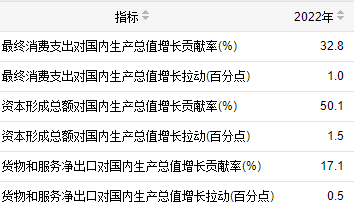 指标 2022年
最终消费支出对国内生产总值增长贡献率(%) 32.8
最终消费支出对国内生产总值增长拉动(百分点) 1.0
资本形成总额对国内生产总值增长贡献率(%) 50.1
资本形成总额对国内生产总值增长拉动(百分点) 1.5
货物和服务净出口对国内生产总值增长贡献率(%) 17.1
货物和服务净出口对国内生产总值增长拉动(百分点) 0.5